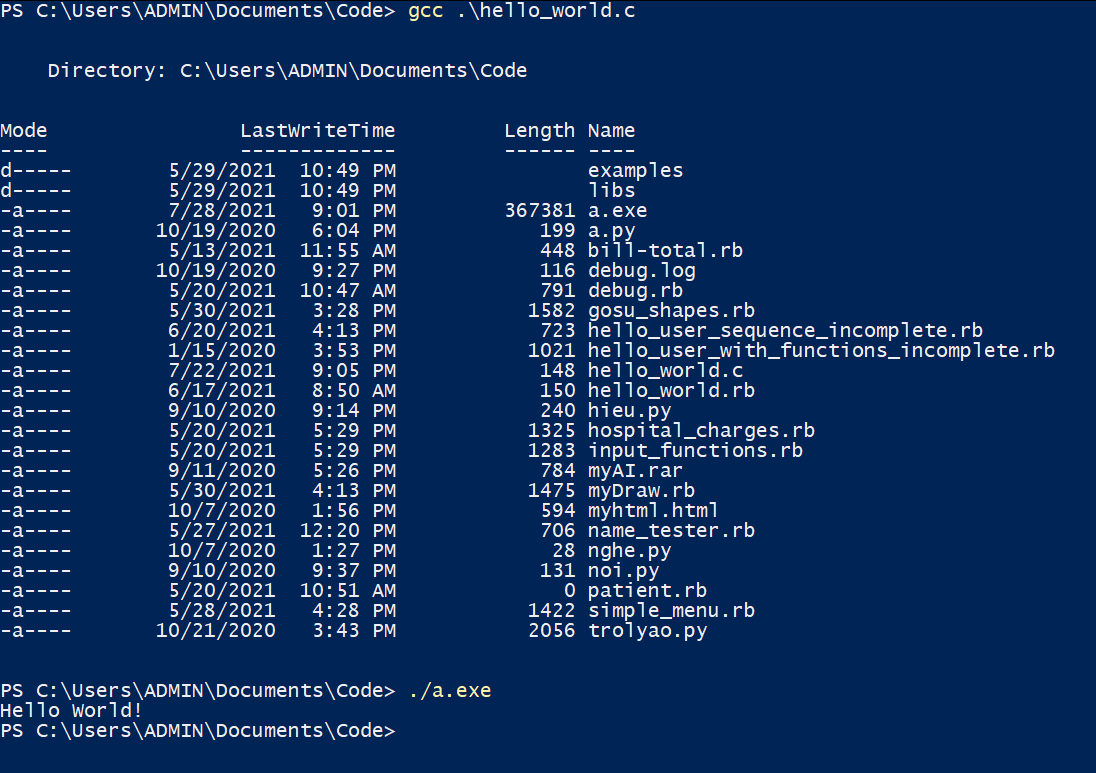 PS C:\Users\ADMIN\Documents\Code> gcc .\hello_world.c
Directory: C:\Users\ADMIN\Documents\Code
Mode                LastWriteTime         Length Name
----                -------------         ------ ----
d-----        5/29/2021  10:49 PM                examples
d-----        5/29/2021  10:49 PM                libs
-a----        7/28/2021   9:01 PM         367381 a.exe
-a----       10/19/2020   6:04 PM            199 a.py
-a----        5/13/2021  11:55 AM            448 bill-total.rb
-a----       10/19/2020   9:27 PM            116 debug.log
-a----        5/20/2021  10:47 AM            791 debug.rb
-a----        5/30/2021   3:28 PM           1582 gosu_shapes.rb
-a----        6/20/2021   4:13 PM            723 hello_user_sequence_incomplete.rb
-a----        1/15/2020   3:53 PM           1021 hello_user_with_functions_incomplete.rb
-a----        7/22/2021   9:05 PM            148 hello_world.c
-a----        6/17/2021   8:50 AM            150 hello_world.rb
-a----        9/10/2020   9:14 PM            240 hieu.py
-a----        5/20/2021   5:29 PM           1325 hospital_charges.rb
-a----        5/20/2021   5:29 PM           1283 input_functions.rb
-a----        9/11/2020   5:26 PM            784 myAI.rar
-a----        5/30/2021   4:13 PM           1475 myDraw.rb
-a----        10/7/2020   1:56 PM            594 myhtml.html
-a----        5/27/2021  12:20 PM            706 name_tester.rb
-a----        10/7/2020   1:27 PM             28 nghe.py
-a----        9/10/2020   9:37 PM            131 noi.py
-a----        5/20/2021  10:51 AM              0 patient.rb
-a----        5/28/2021   4:28 PM           1422 simple_menu.rb
-a----       10/21/2020   3:43 PM           2056 trolyao.py
PS C:\Users\ADMIN\Documents\Code> ./a.exe
Hello World!
PS C:\Users\ADMIN\Documents\Code>